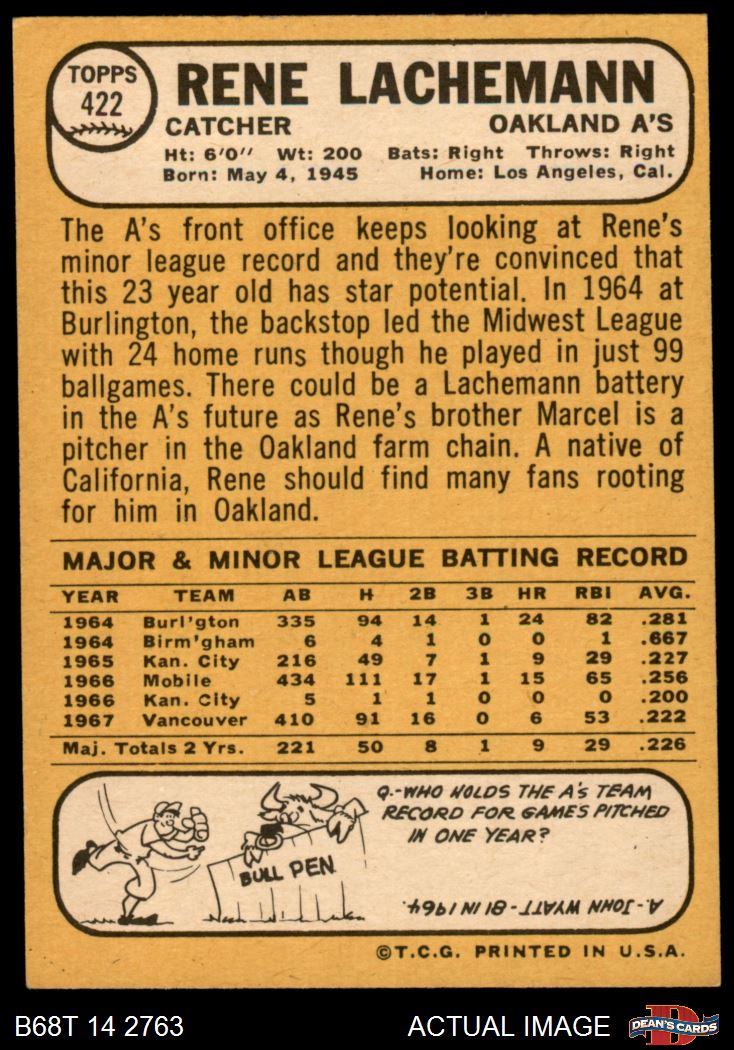 TOPPS
422
RENE LACHEMANN
CATCHER OAKLAND A'S
Ht: 6'0" Wt: 200 Bats: Right Throws: Right
Born: May 4, 1945 Home: Los Angeles, Cal.
The A's front office keeps looking at Rene's
minor league record and they're convinced that
this 23 year old has star potential. In 1964 at
Burlington, the backstop led the Midwest League
with 24 home runs though he played in just 99
ballgames. There could be a Lachemann battery
in the A's future as Rene's brother Marcel is a
pitcher in the Oakland farm chain. A native of
California, Rene should find many fans rooting
for him in Oakland.
MAJOR & MINOR LEAGUE BATTING RECORD
YEAR TEAM AB H 2B 3B HR RBI AVG.
1964 Burl'gton 335 94 14 1 24 82 .281
1964 Birm'gham 6 4 1 0 0 1 .667
1965 Kan. City 216 49 7 1 9 29 .227
1966 Mobile 434 111 17 1 15 65 .256
1966 Kan. City 5 1 1 0 0 0 .200
1967 Vancouver 410 91 16 0 6 53 .222
Maj. Totals 2 Yrs. 221 50 8 1 9 29 .226
BULL PEN
Q.-WHO HOLDS THE A's TEAM
RECORD FOR GAMES PITCHED
IN ONE YEAR?
A.-JOHN WYATT-81 IN 1964.
©T.C.G. PRINTED IN U.S.A.
B68T 14 2763 ACTUAL IMAGE
D
DEAN'S CARDS